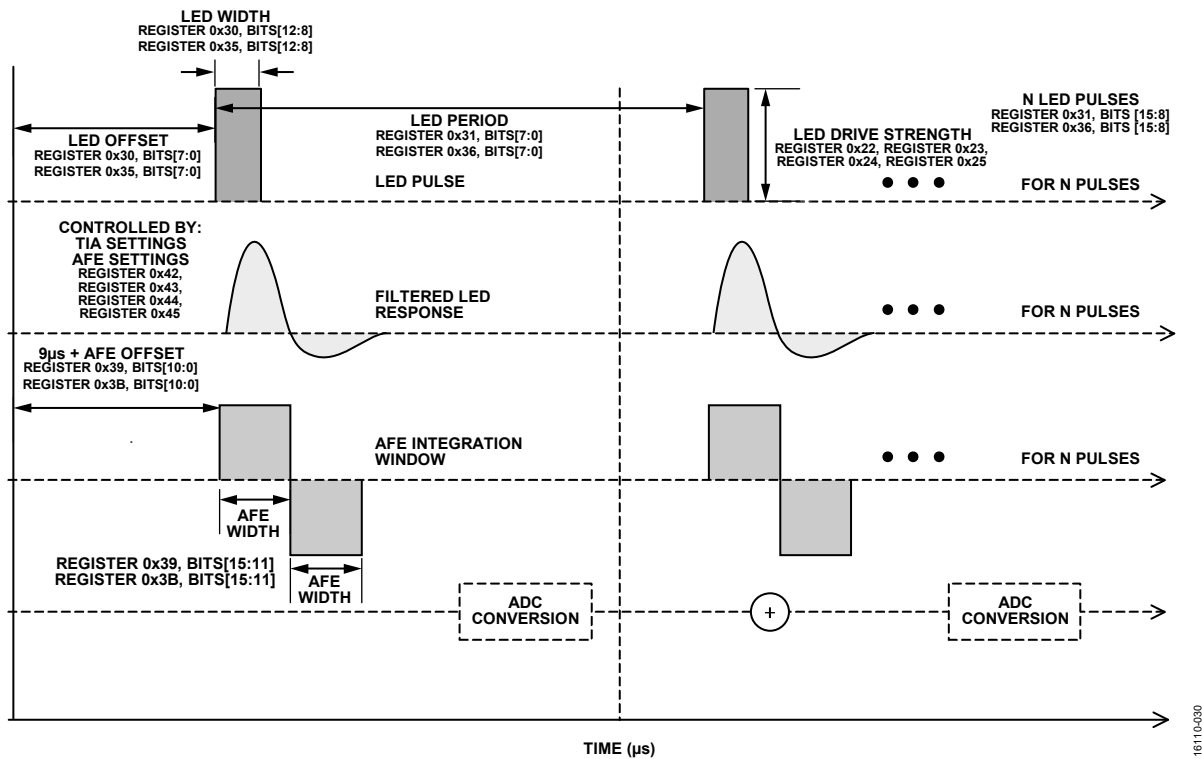 LED WIDTH
REGISTER 0x30, BITS[12:8]
REGISTER 0x35, BITS[12:8]
LED OFFSET
REGISTER 0x30, BITS[7:0]
REGISTER 0x35, BITS[7:0]
LED PERIOD
REGISTER 0x31, BITS[7:0]
REGISTER 0x36, BITS[7:0]
LED PULSE
LED DRIVE STRENGTH
REGISTER 0x22, REGISTER 0x23,
REGISTER 0x24, REGISTER 0x25
N LED PULSES
REGISTER 0x31, BITS [15:8]
REGISTER 0x36, BITS [15:8]
FOR N PULSES
CONTROLLED BY:
TIA SETTINGS
AFE SETTINGS
REGISTER 0x42,
REGISTER 0x43,
REGISTER 0x44,
REGISTER 0x45
FILTERED LED
RESPONSE
FOR N PULSES
9µs + AFE OFFSET
REGISTER 0x39, BITS[10:0]
REGISTER 0x3B, BITS[10:0]
AFE INTEGRATION
WINDOW
FOR N PULSES
AFE
WIDTH
REGISTER 0x39, BITS[15:11]
REGISTER 0x3B, BITS[15:11]
AFE
WIDTH
ADC
CONVERSION
+
ADC
CONVERSION
TIME (µs)
16110-030